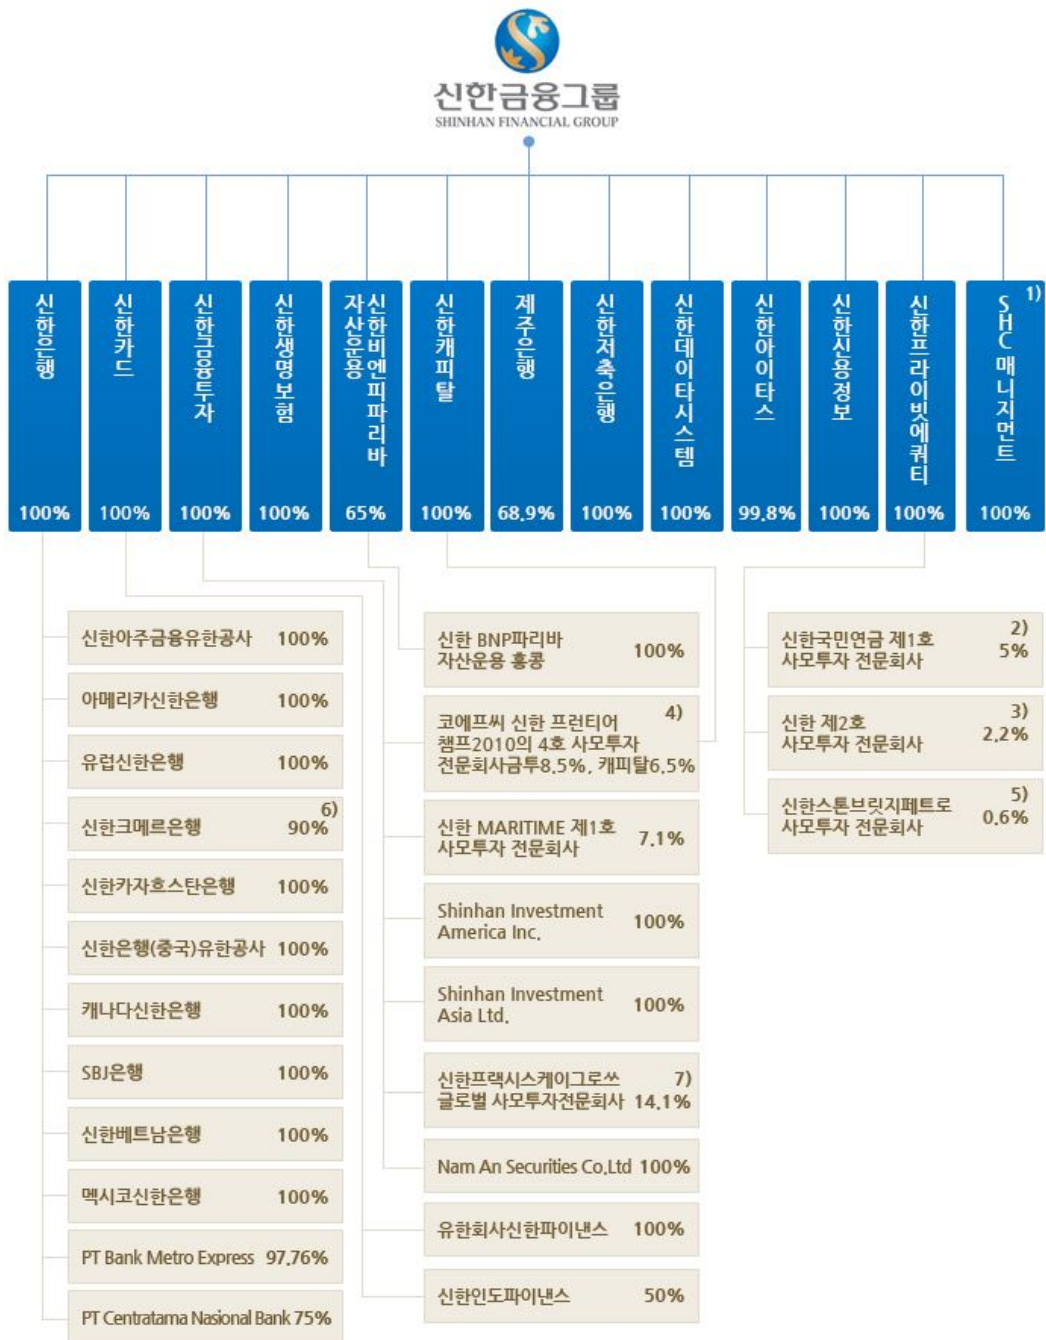 신한금융그룹
SHINHAN FINANCIAL GROUP
신한은행
100%
신한카드
100%
신한금융투자
100%
신한생명보험
100%
신한비엔피파리바
자산운용
65%
신한캐피탈
100%
제주은행
68.9%
신한저축은행
100%
신한데이타시스템
100%
신한아이타스
99.8%
신한신용정보
100%
신한프라이빗에쿼티
100%
1)
SHC 매니지먼트
100%
신한아주금융유한공사 100%
아메리카신한은행 100%
유럽신한은행 100%
6)
신한크메르은행 90%
신한카자흐스탄은행 100%
신한은행(중국)유한공사 100%
캐나다신한은행 100%
SBJ은행 100%
신한베트남은행 100%
멕시코신한은행 100%
PT Bank Metro Express 97.76%
PT Centratama Nasional Bank 75%
신한 BNP파리바
자산운용 홍콩 100%
코에프씨 신한 프런티어 4)
챔프2010의 4호 사모투자
전문회사금투8.5%, 캐피탈6.5%
신한 MARITIME 제1호
사모투자 전문회사 7.1%
Shinhan Investment
America Inc. 100%
Shinhan Investment
Asia Ltd. 100%
신한프랙시스케이그로쓰 7)
글로벌 사모투자전문회사 14.1%
Nam An Securities Co.Ltd 100%
유한회사신한파이낸스 100%
신한인도파이낸스 50%
신한국민연금 제1호 2)
사모투자 전문회사 5%
신한 제2호 3)
사모투자 전문회사 2.2%
신한스톤브릿지페트로 5)
사모투자 전문회사 0.6%